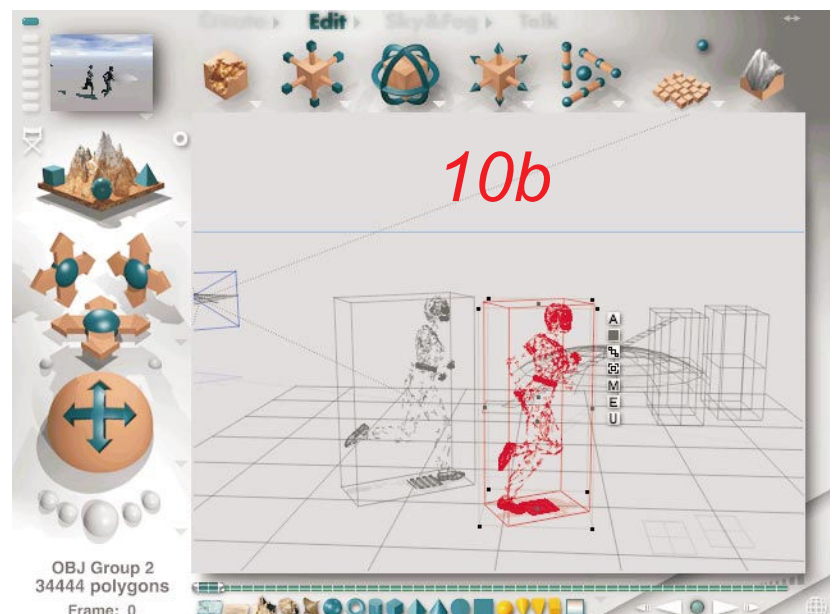 Create Edit Sky&Fog Talk
10b
A
M
E
U
OBJ Group 2
34444 polygons
Frame: 0